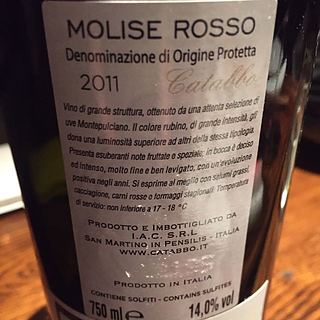 MOLISE ROSSO
Denominazione di Origine Protetta
2011 Catabbo
Vino di grande struttura, ottenuto da una attenta selezione di
uve Montepulciano. Il colore rubino, di grande intensità, gli
dona una luminosità superiore ad altri della stessa tipologia.
Presenta esuberanti note fruttate e speziate; in bocca è deciso
ed intenso, molto fine e ben levigato, con un'evoluzione
positiva negli anni. Si esprime al meglio con salumi grassi,
cacciagione, carni rosse o formaggi stagionati. Temperatura
di servizio: non inferiore a 17 - 18 °C
PRODOTTO E IMBOTTIGLIATO DA
I.A.C. S.R.L
SAN MARTINO IN PENSILIS - ITALIA
WWW.CATABBO.IT
PRODOTTO IN ITALIA
CONTIENE SOLFITI - CONTAINS SULFITES
750 ml e 14,0% vol